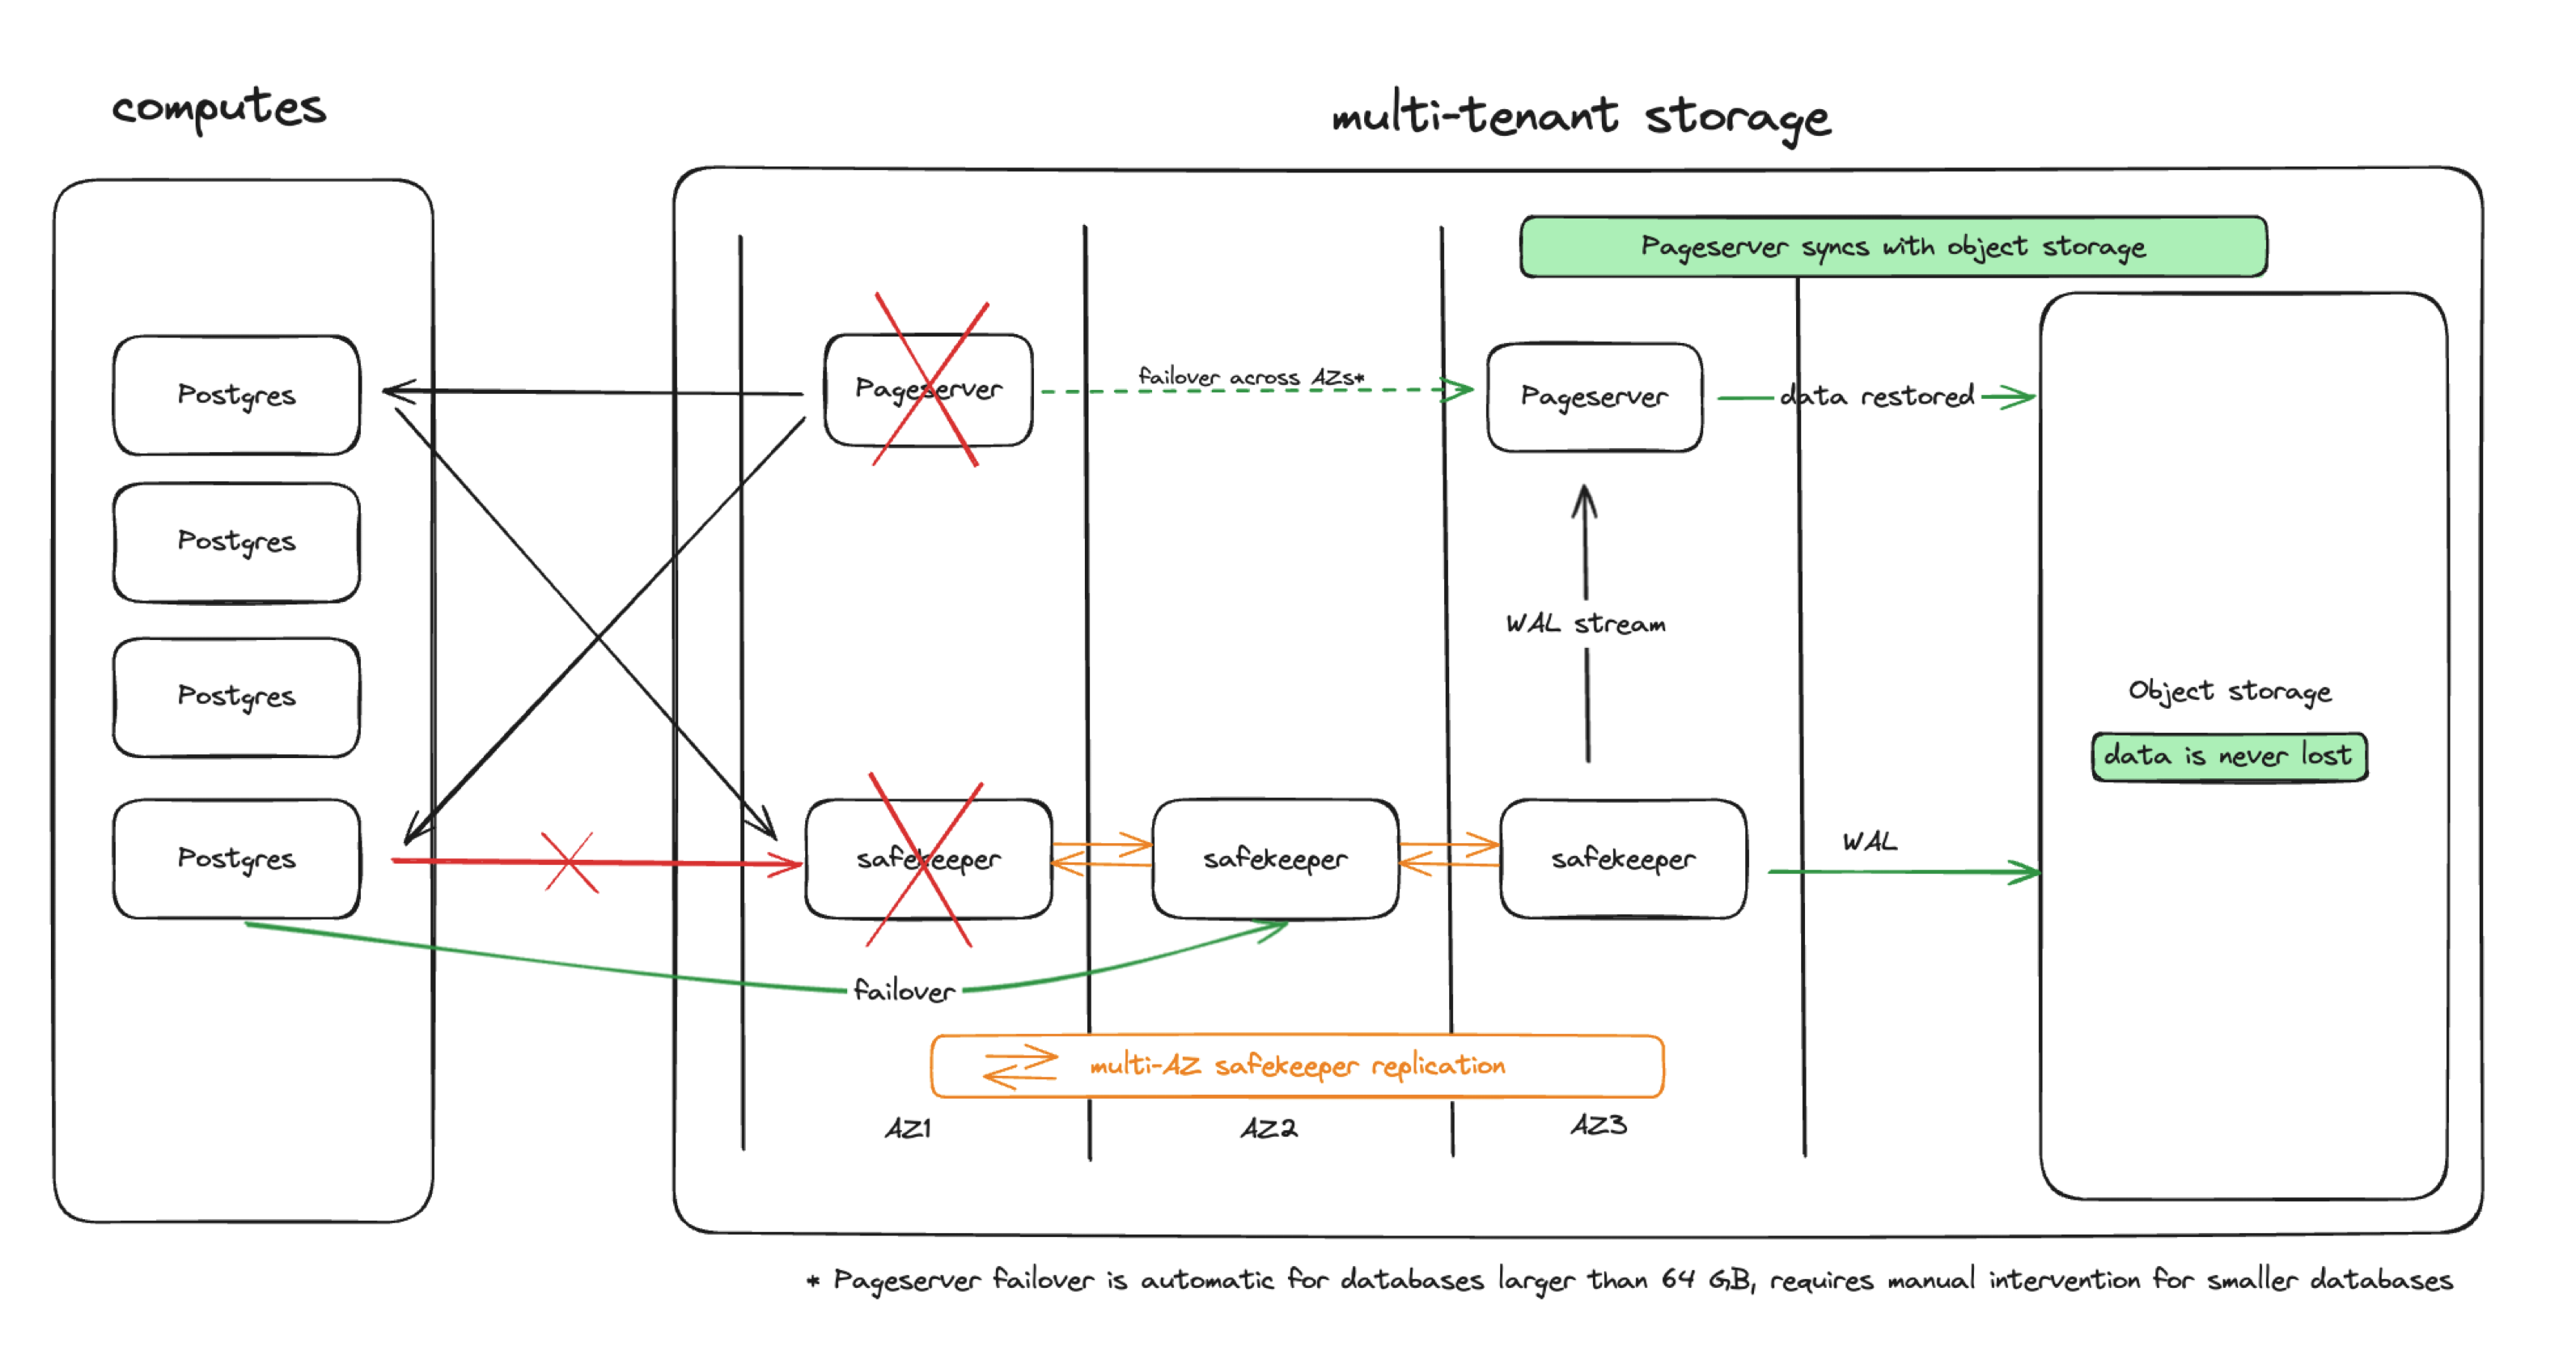 computes
multi-tenant storage
Pageserver syncs with object storage
Postgres
Pageserver
failover across AZs*
Pageserver
data restored
Postgres
WAL stream
Postgres
Object storage
data is never lost
Postgres
safekeeper
safekeeper
safekeeper
WAL
failover
multi-AZ safekeeper replication
AZ1
AZ2
AZ3
* Pageserver failover is automatic for databases larger than 64 GB, requires manual intervention for smaller databases